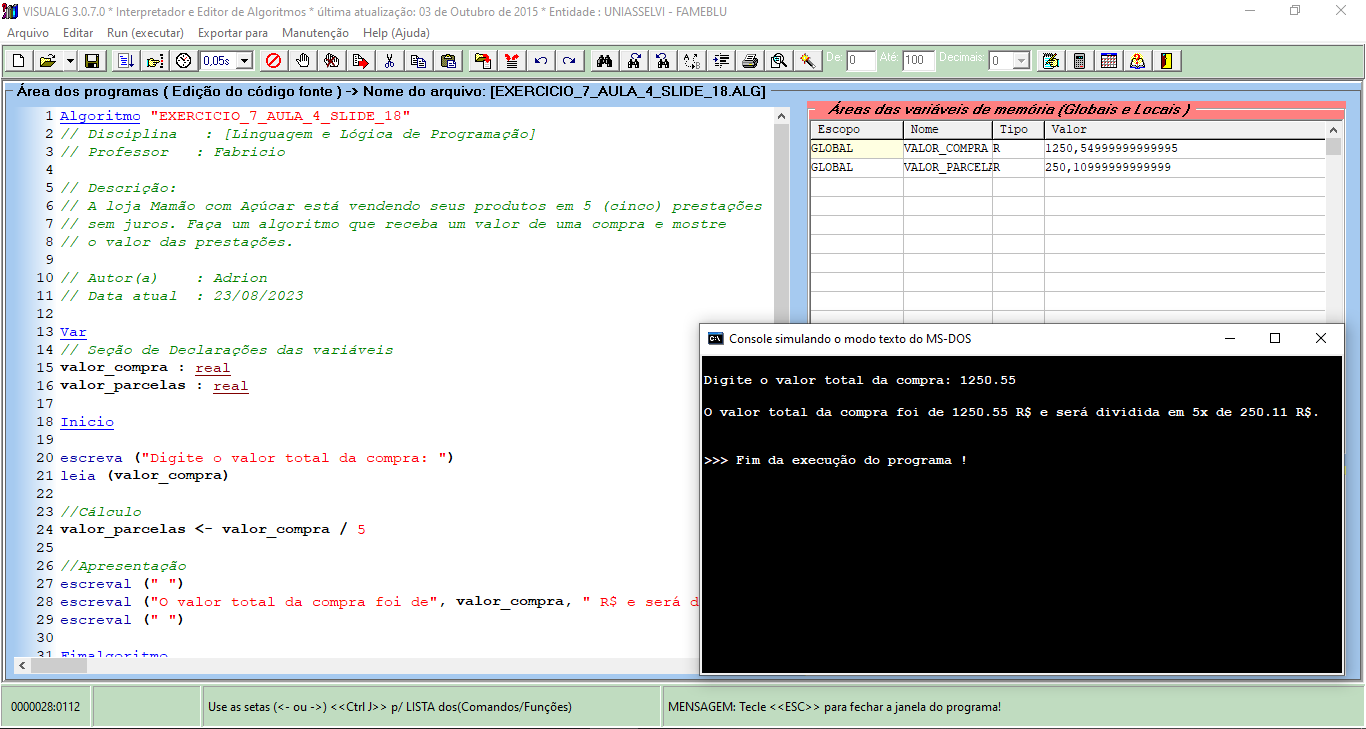 VISUALG 3.0.7.0 * Interpretador e Editor de Algoritmos * última atualização: 03 de Outubro de 2015 * Entidade : UNIASSELVI - FAMEBLU
Arquivo Editar Run (executar) Exportar para Manutenção Help (Ajuda)
0,05s De: 0 Até: 100 Decimais: 0
Área dos programas ( Edição do código fonte ) -> Nome do arquivo: [EXERCICIO_7_AULA_4_SLIDE_18.ALG]
1 Algoritmo "EXERCICIO_7_AULA_4_SLIDE_18"
2 // Disciplina : [Linguagem e Lógica de Programação]
3 // Professor : Fabricio
4
5 // Descrição:
6 // A loja Mamão com Açúcar está vendendo seus produtos em 5 (cinco) prestações
7 // sem juros. Faça um algoritmo que receba um valor de uma compra e mostre
8 // o valor das prestações.
9
10 // Autor(a) : Adrion
11 // Data atual : 23/08/2023
12
13 Var
14 // Seção de Declarações das variáveis
15 valor_compra : real
16 valor_parcelas : real
17
18 Inicio
19
20 escreva ("Digite o valor total da compra: ")
21 leia (valor_compra)
22
23 //Cálculo
24 valor_parcelas <- valor_compra / 5
25
26 //Apresentação
27 escreval (" ")
28 escreval ("O valor total da compra foi de", valor_compra, " R$ e será d
29 escreval (" ")
30
31 Fimalgoritmo
Áreas das variáveis de memória (Globais e Locais )
Escopo Nome Tipo Valor
GLOBAL VALOR_COMPRA R 1250,54999999999995
GLOBAL VALOR_PARCELA R 250,10999999999999
Console simulando o modo texto do MS-DOS
Digite o valor total da compra: 1250.55
O valor total da compra foi de 1250.55 R$ e será dividida em 5x de 250.11 R$.
>>> Fim da execução do programa !
0000028:0112 Use as setas (<- ou ->) <<Ctrl J>> p/ LISTA dos(Comandos/Funções) MENSAGEM: Tecle <<ESC>> para fechar a janela do programa!